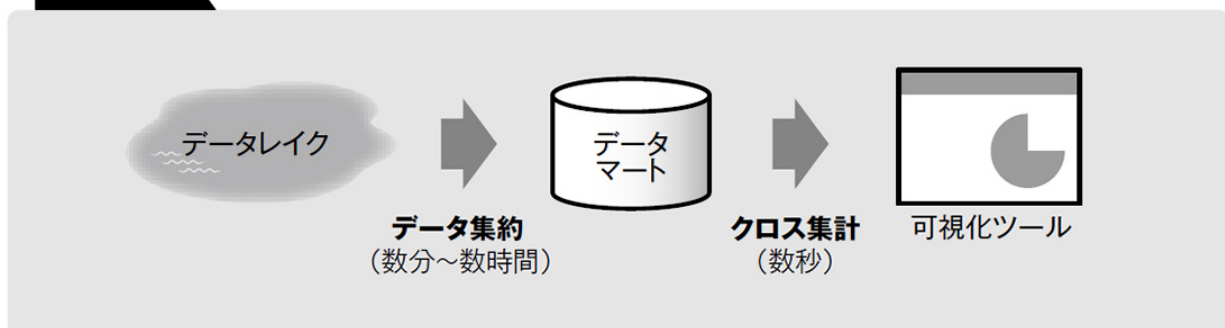 データレイク
データ集約
(数分~数時間)
データ
マート
クロス集計
(数秒)
可視化ツール